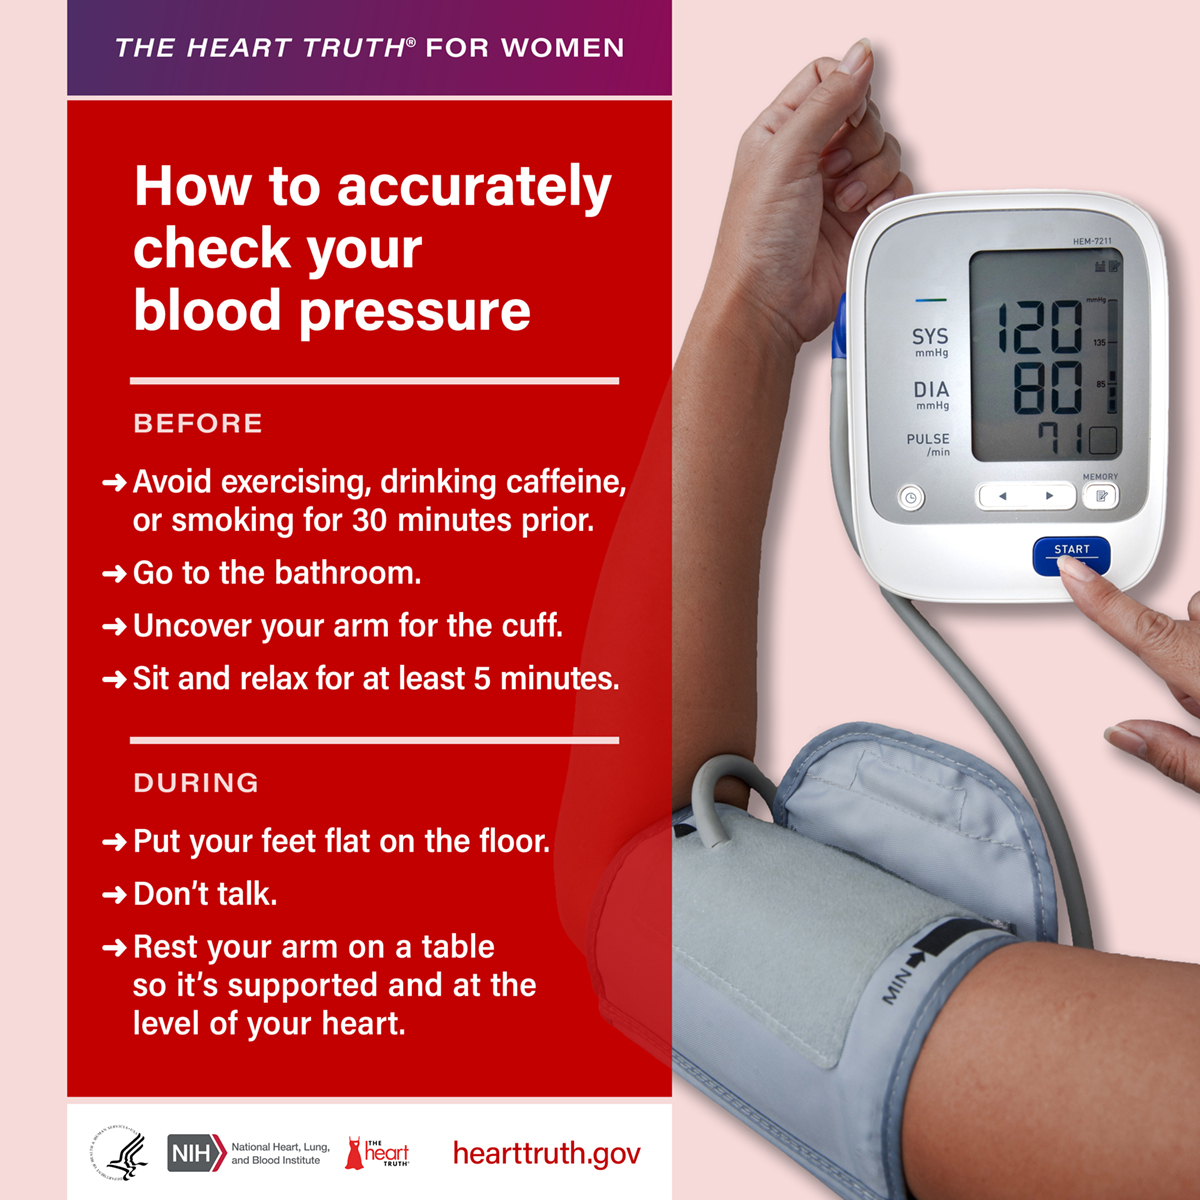 THE HEART TRUTH® FOR WOMEN
How to accurately
check your
blood pressure
BEFORE
→ Avoid exercising, drinking caffeine,
or smoking for 30 minutes prior.
→ Go to the bathroom.
→ Uncover your arm for the cuff.
→ Sit and relax for at least 5 minutes.
DURING
→ Put your feet flat on the floor.
→ Don’t talk.
→ Rest your arm on a table
so it’s supported and at the
level of your heart.
NIH
National Heart, Lung,
and Blood Institute
THE
heart
TRUTH®
hearttruth.gov
HEM-7211
SYS
mmHg
120
mmHg
135
DIA
mmHg
80
85
PULSE
/min
71
MEMORY
START
MIN